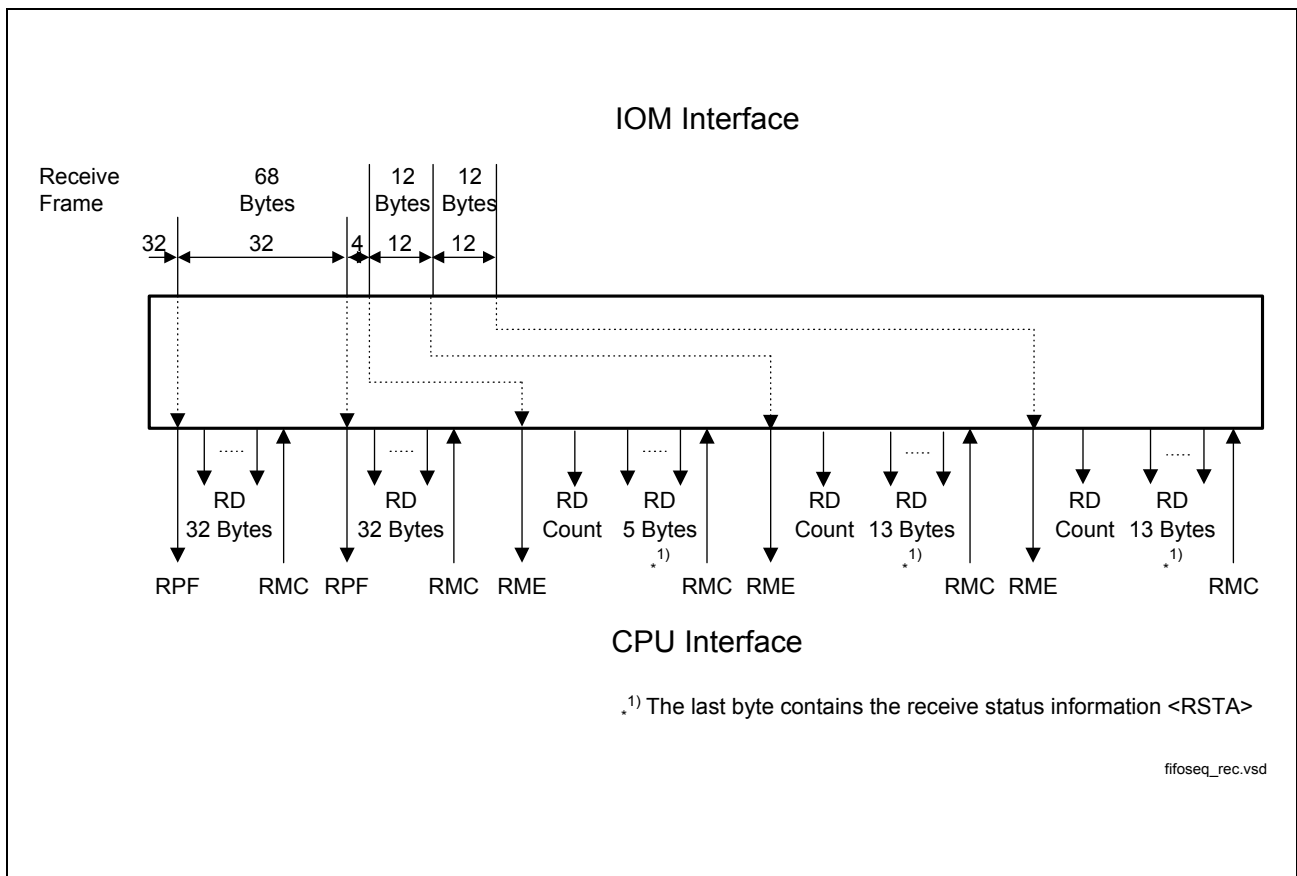 IOM Interface
Receive 68 12 12
Frame Bytes Bytes Bytes
32 32 4 12 12
..... ..... ..... ..... .....
RD RD RD RD RD RD RD RD
32 Bytes 32 Bytes Count 5 Bytes Count 13 Bytes Count 13 Bytes
*1) *1) *1)
RPF RMC RPF RMC RME RMC RME RMC RME RMC
CPU Interface
*1) The last byte contains the receive status information <RSTA>
fifoseq_rec.vsd